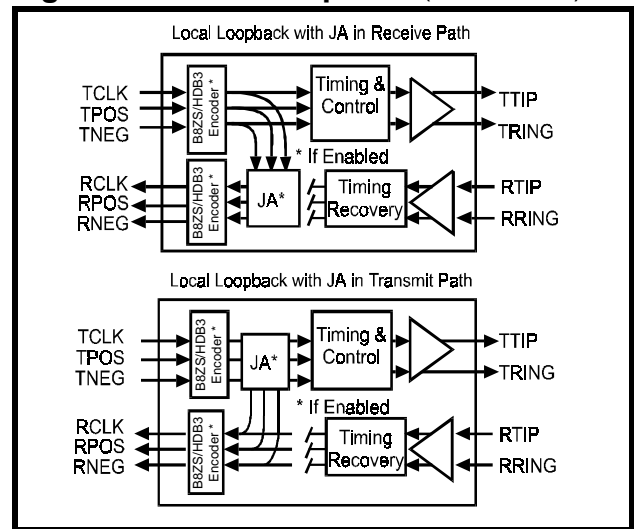 Local Loopback with JA in Receive Path
TCLK
TPOS
TNEG
B8ZS/HDB3
Encoder *
Timing &
Control
TTIP
TRING
* If Enabled
RCLK
RPOS
RNEG
B8ZS/HDB3
Encoder *
JA*
Timing
Recovery
RTIP
RRING
Local Loopback with JA in Transmit Path
TCLK
TPOS
TNEG
B8ZS/HDB3
Encoder *
JA*
Timing &
Control
TTIP
TRING
* If Enabled
RCLK
RPOS
RNEG
B8ZS/HDB3
Encoder *
Timing
Recovery
RTIP
RRING